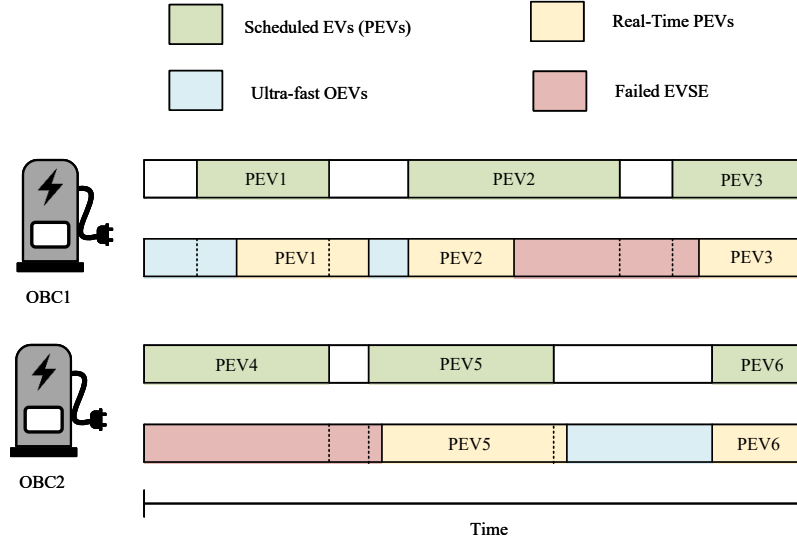 Scheduled EVs (PEVs)
Real-Time PEVs
Ultra-fast OEVs
Failed EVSE
PEV1
PEV2
PEV3
PEV1
PEV2
PEV3
OBC1
PEV4
PEV5
PEV6
PEV5
PEV6
OBC2
Time